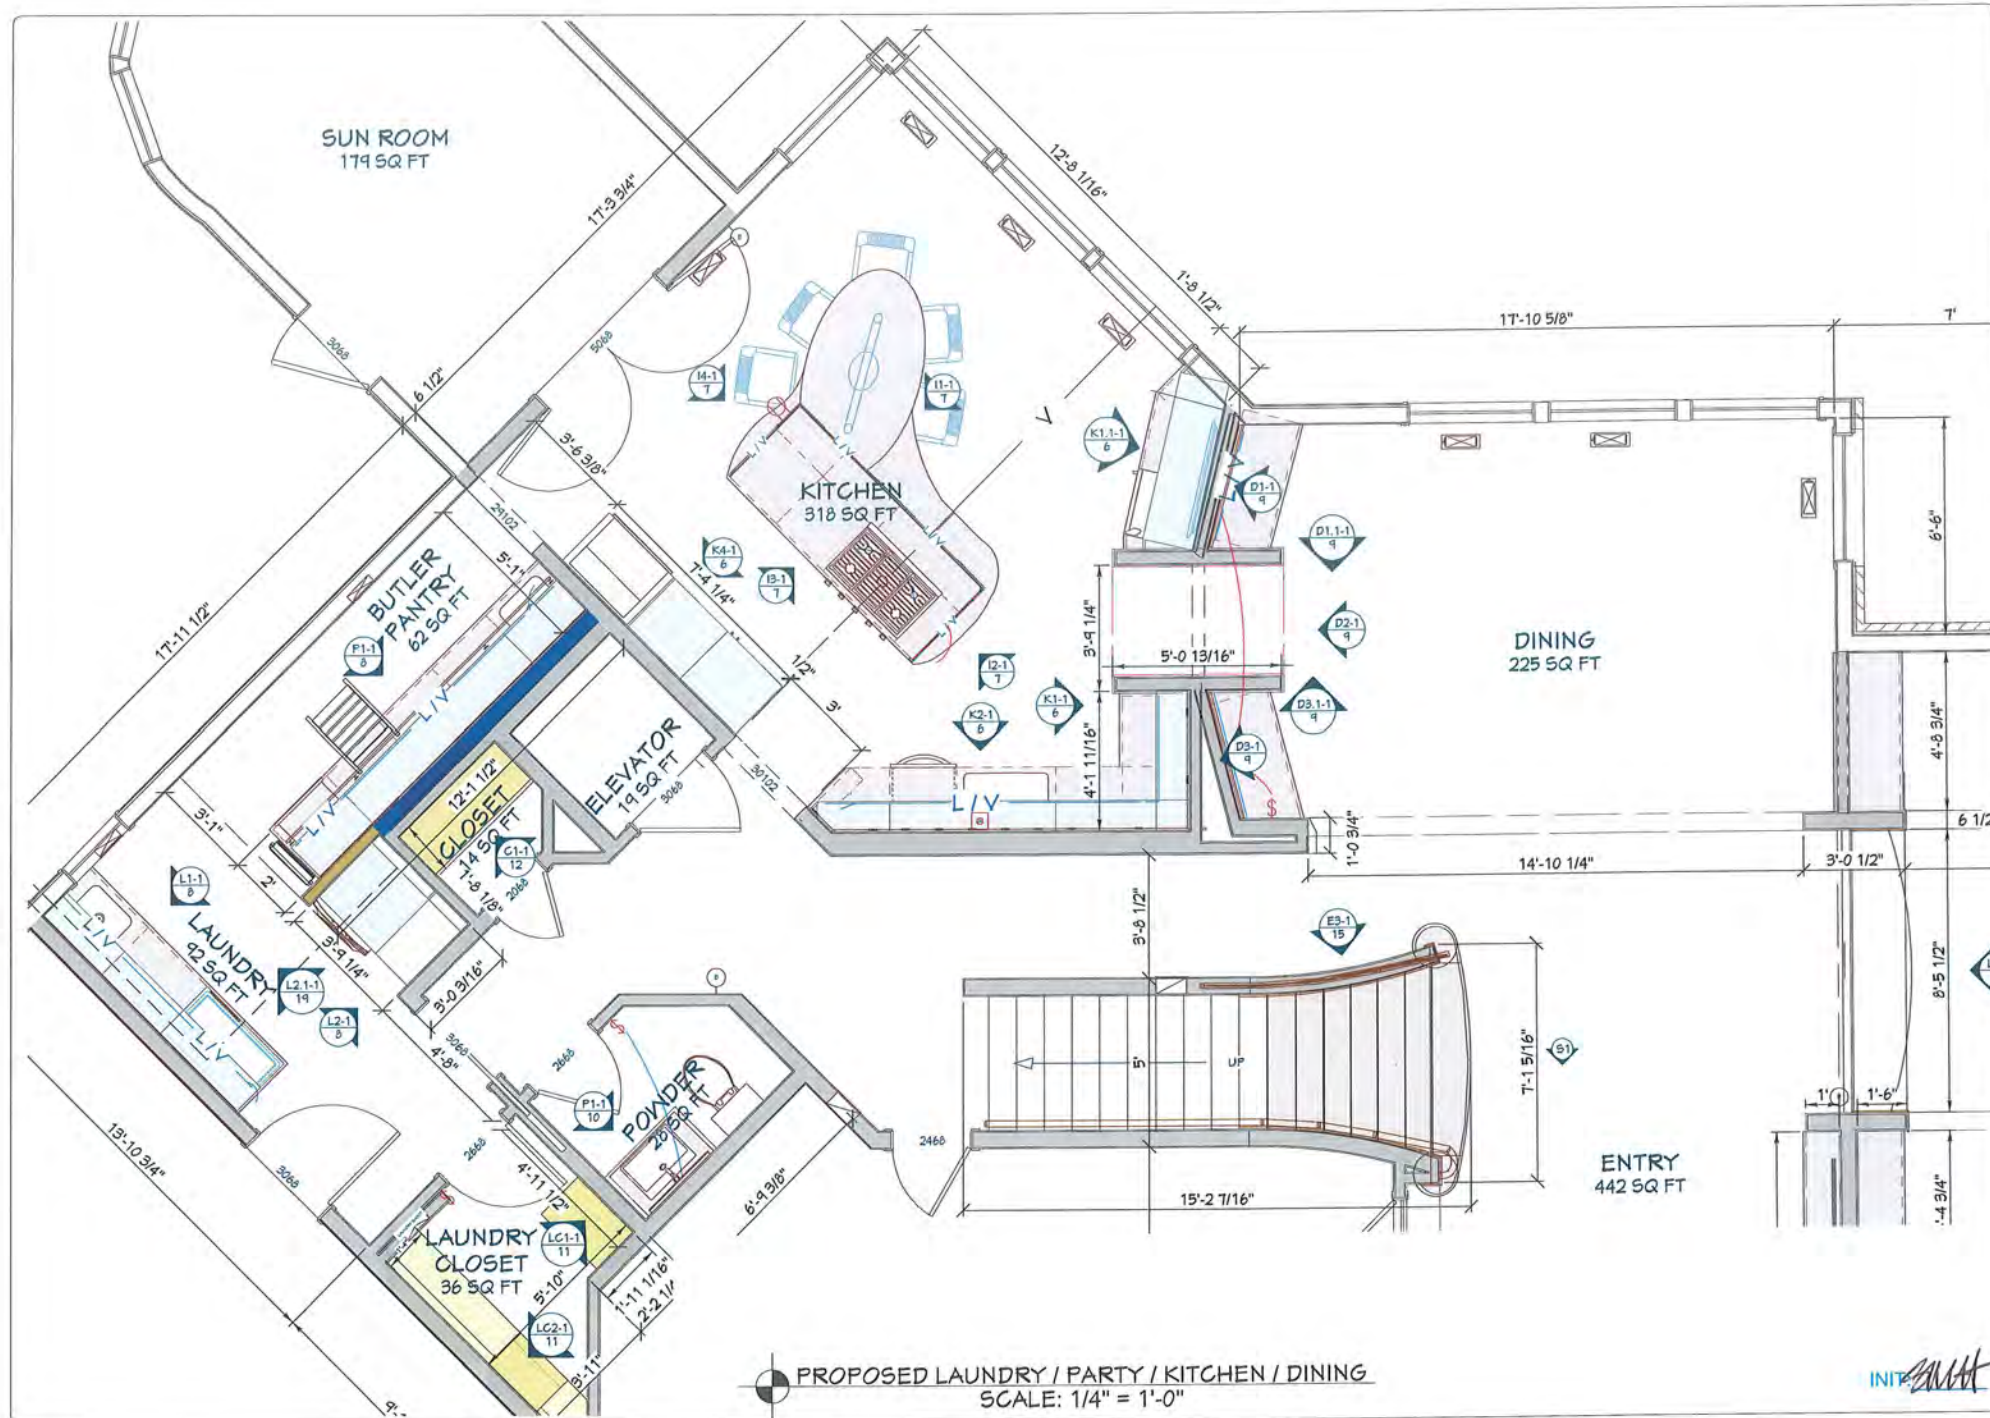 SUN ROOM
179 SQ FT
17'-3 3/4"
12'-8 1/16"
1'-8 1/2"
17'-10 5/8"
7'
3068
6 1/2"
5068
8
I4-1
7
I1-1
7
K1.1-1
6
3'-6 3/8"
L/V
L/V
KITCHEN
318 SQ FT
L/V
L/V
L/V
D1-1
9
D1.1-1
9
6'-6"
29102
BUTLER
PANTRY
62 SQ FT
5'-1"
K4-1
6
7'-4 1/4"
I3-1
7
17'-11 1/2"
P1-1
8
L/V
L/V
3'-9 1/4"
5'-0 13/16"
D2-1
9
DINING
225 SQ FT
1/2"
3'
I2-1
7
K1-1
6
K2-1
6
D3.1-1
9
D3-1
9
4'-8 3/4"
ELEVATOR
19 SQ FT
3068
30102
4'-1 11/16"
L/V
$
1'-0 3/4"
6 1/2
12'-1 1/2"
CLOSET
14 SQ FT
7'-8 1/8"
C1-1
12
2068
3'-1"
2'
14'-10 1/4"
3'-0 1/2"
L1-1
8
L/V
L/V
LAUNDRY
92 SQ FT
3'-9 1/4"
3'-0 3/16"
L2.1-1
19
L2-1
8
3'-8 1/2"
E3-1
15
8'-5 1/2"
4'-8"
3068
2668
$
8
P1-1
10
POWDER
28 SQ FT
5'
UP
7'-1 5/16"
S1
1'
1'-6"
13'-10 3/4"
3068
2668
4'-11 1/2"
6'-9 3/8"
2468
15'-2 7/16"
ENTRY
442 SQ FT
'-4 3/4"
LAUNDRY
CLOSET
36 SQ FT
LC1-1
11
5'-10"
1'-11 1/16"
LC2-1
11
3'-11"
PROPOSED LAUNDRY / PARTY / KITCHEN / DINING
SCALE: 1/4" = 1'-0"
INIT: